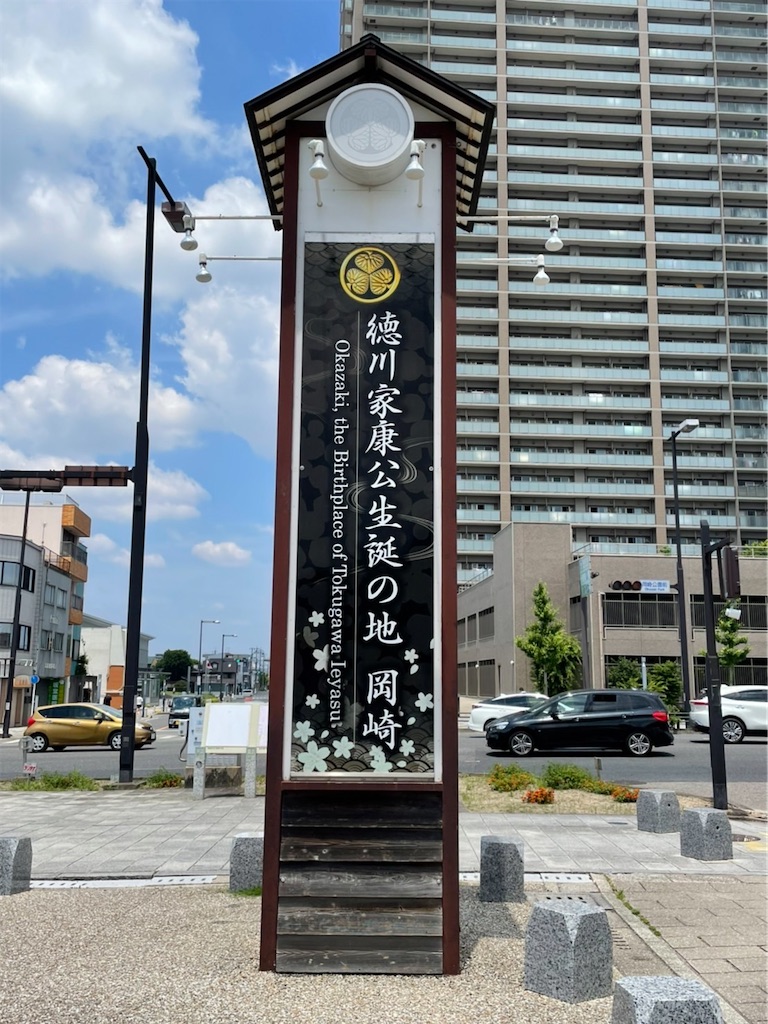 徳川家康公生誕の地 岡崎
Okazaki, the Birthplace of Tokugawa Ieyasu.